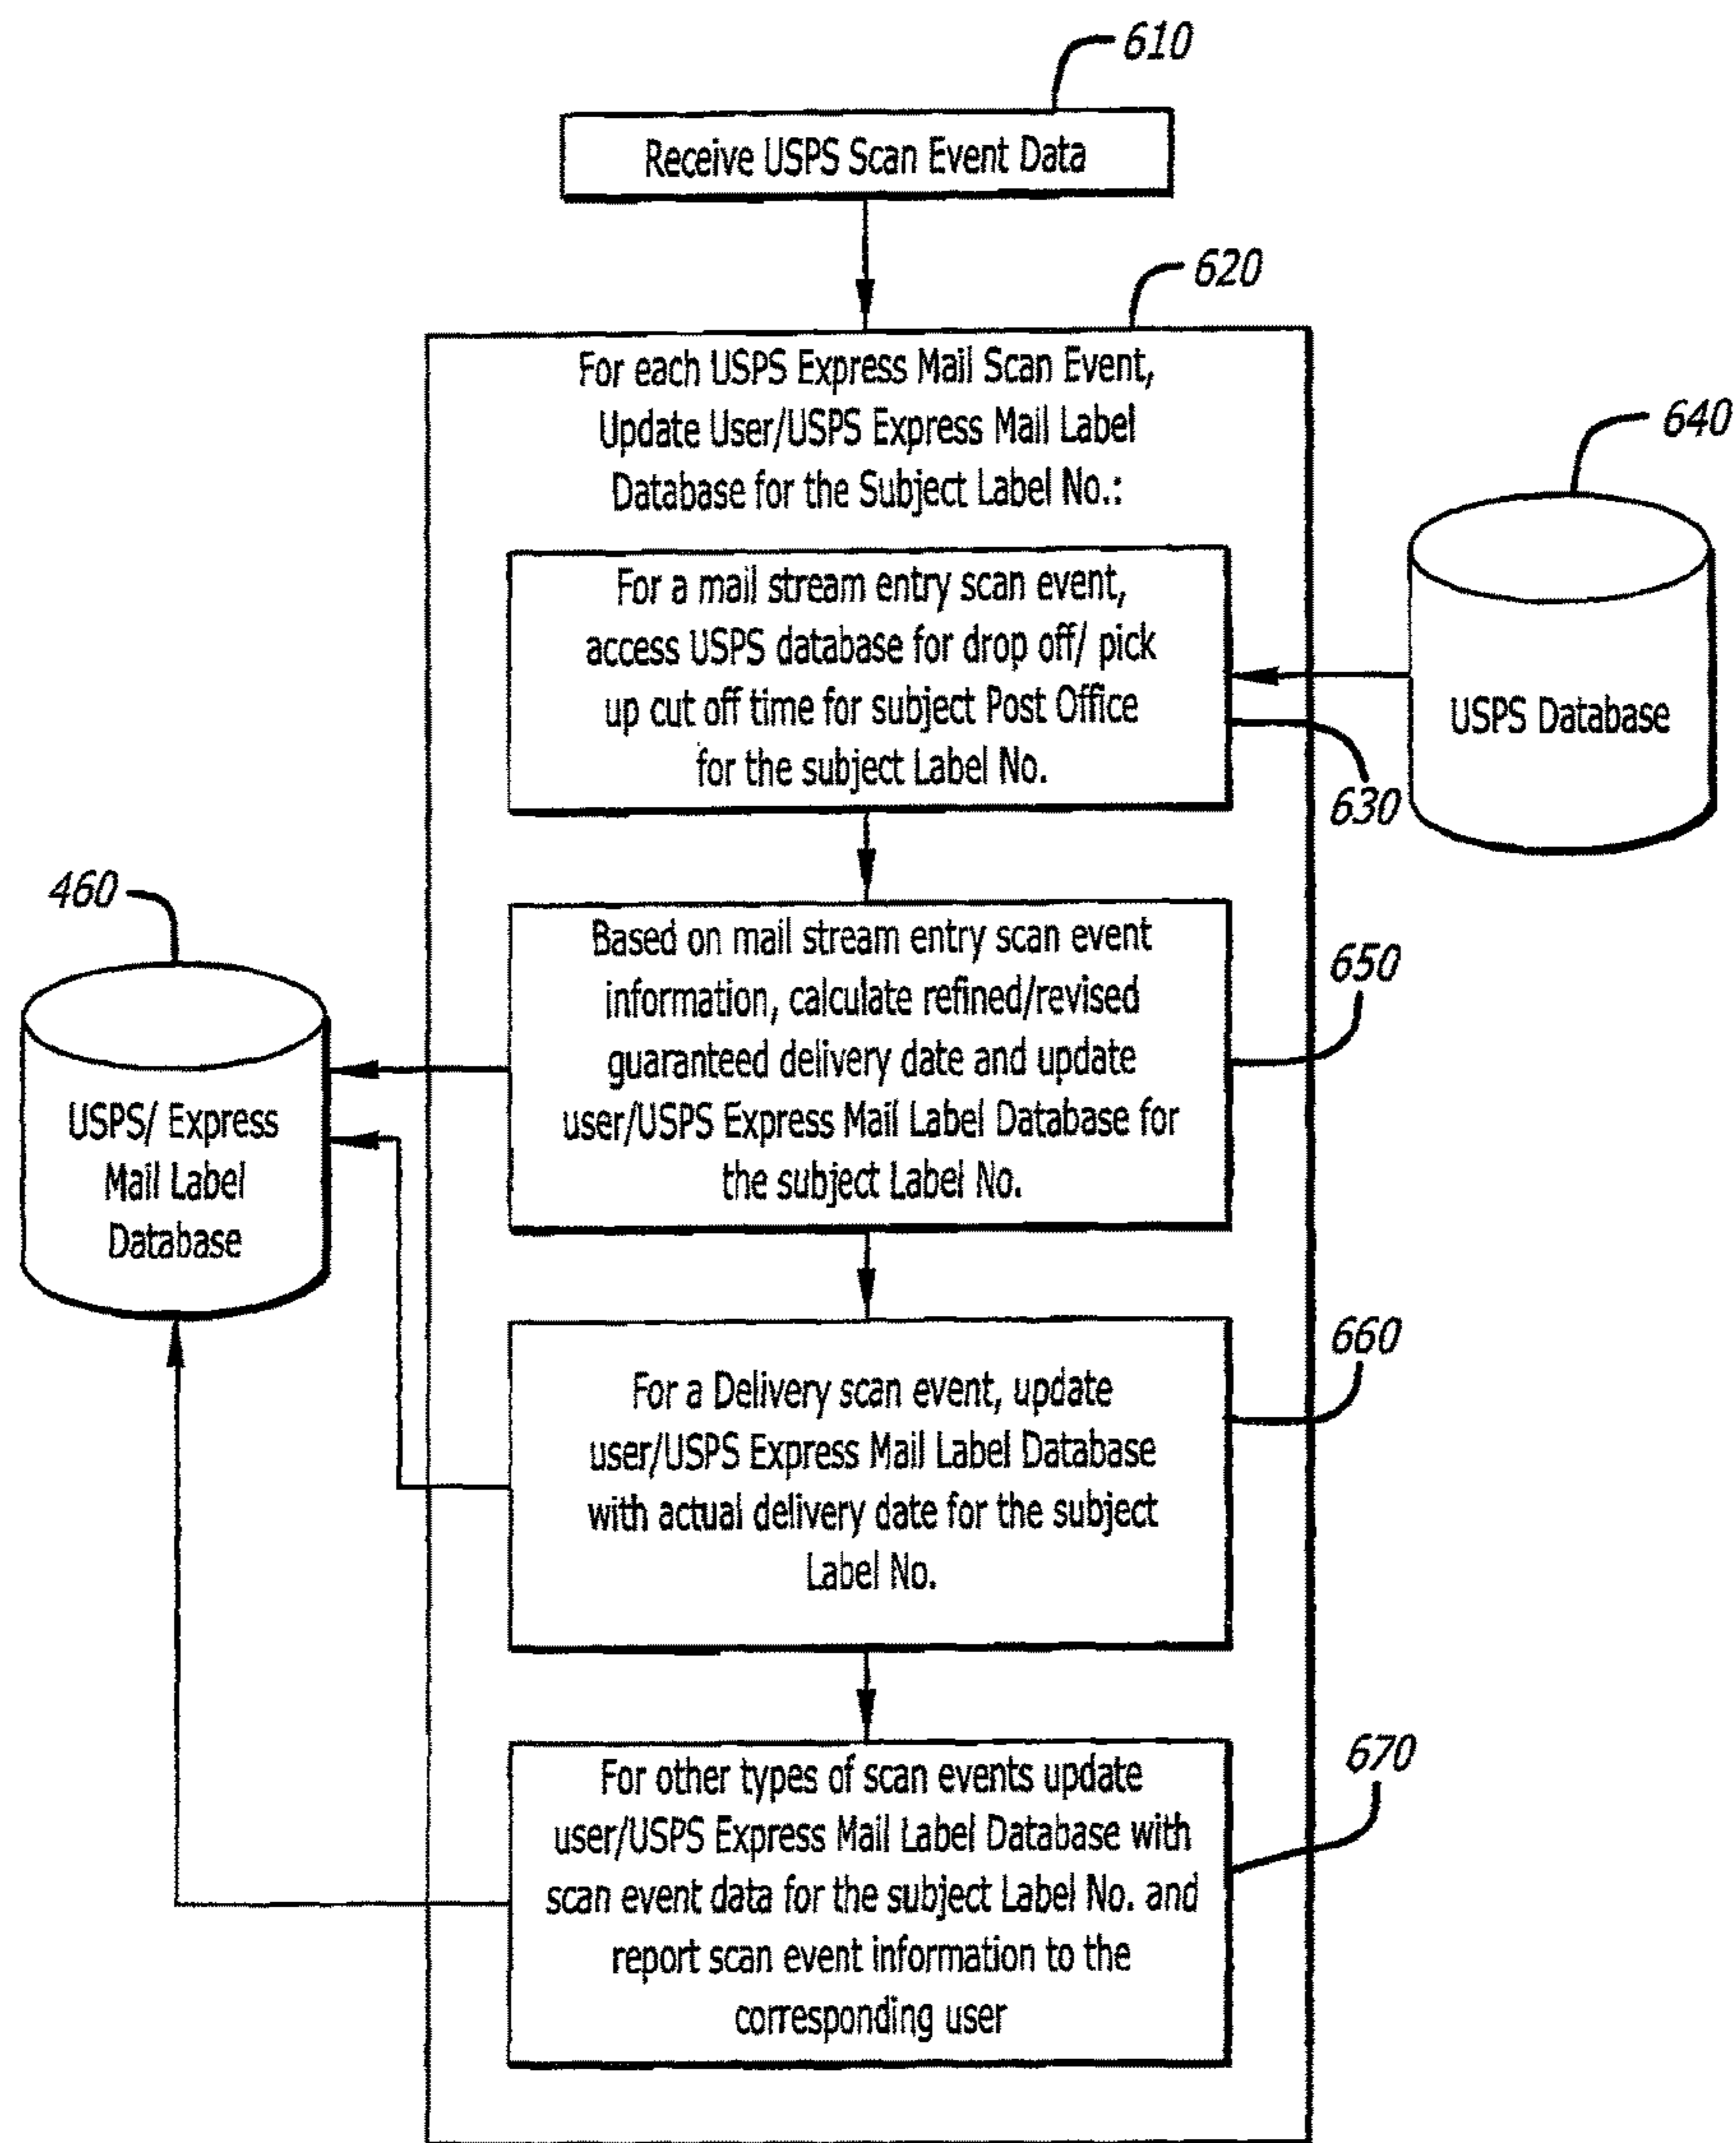 610
Receive USPS Scan Event Data
620
For each USPS Express Mail Scan Event,
Update User/USPS Express Mail Label
Database for the Subject Label No.:
640
For a mail stream entry scan event,
access USPS database for drop off/ pick
up cut off time for subject Post Office
for the subject Label No.
USPS Database
630
460
Based on mail stream entry scan event
information, calculate refined/revised
guaranteed delivery date and update
user/USPS Express Mail Label Database for
the subject Label No.
650
USPS/ Express
Mail Label
Database
660
For a Delivery scan event, update
user/USPS Express Mail Label Database
with actual delivery date for the subject
Label No.
670
For other types of scan events update
user/USPS Express Mail Label Database with
scan event data for the subject Label No. and
report scan event information to the
corresponding user